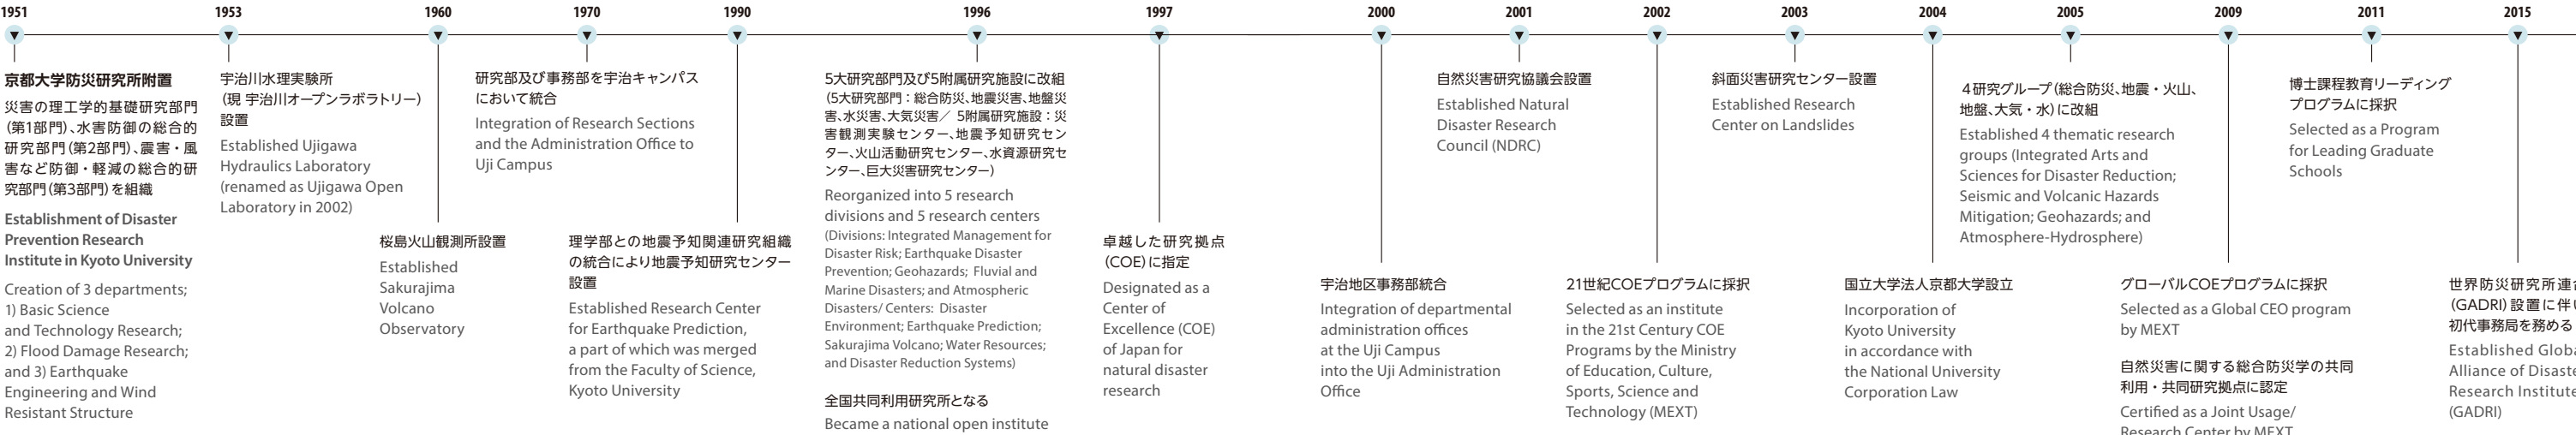 1951
1953
1960
1970
1990
1996
1997
2000
2001
2002
2003
2004
2005
2009
2011
2015
京都大学防災研究所附置
災害の理工学的基礎研究部門
(第1部門)、水害防御の総合的
研究部門(第2部門)、震害・風
害など防御・軽減の総合的研
究部門(第3部門)を組織
Establishment of Disaster
Prevention Research
Institute in Kyoto University
Creation of 3 departments;
1) Basic Science
and Technology Research;
2) Flood Damage Research;
and 3) Earthquake
Engineering and Wind
Resistant Structure
宇治川水理実験所
(現 宇治川オープンラボラトリー)
設置
Established Ujigawa
Hydraulics Laboratory
(renamed as Ujigawa Open
Laboratory in 2002)
桜島火山観測所設置
Established
Sakurajima
Volcano
Observatory
研究部及び事務部を宇治キャンパス
において統合
Integration of Research Sections
and the Administration Office to
Uji Campus
理学部との地震予知関連研究組織
の統合により地震予知研究センター
設置
Established Research Center
for Earthquake Prediction,
a part of which was merged
from the Faculty of Science,
Kyoto University
5大研究部門及び5附属研究施設に改組
(5大研究部門：総合防災、地震災害、地盤災
害、水災害、大気災害／ 5附属研究施設：災
害観測実験センター、地震予知研究セン
ター、火山活動研究センター、水資源研究セ
ンター、巨大災害研究センター)
Reorganized into 5 research
divisions and 5 research centers
(Divisions: Integrated Management for
Disaster Risk; Earthquake Disaster
Prevention; Geohazards; Fluvial and
Marine Disasters; and Atmospheric
Disasters/ Centers: Disaster
Environment; Earthquake Prediction;
Sakurajima Volcano; Water Resources;
and Disaster Reduction Systems)
全国共同利用研究所となる
Became a national open institute
卓越した研究拠点
(COE)に指定
Designated as a
Center of
Excellence (COE)
of Japan for
natural disaster
research
宇治地区事務部統合
Integration of departmental
administration offices
at the Uji Campus
into the Uji Administration
Office
自然災害研究協議会設置
Established Natural
Disaster Research
Council (NDRC)
21世紀COEプログラムに採択
Selected as an institute
in the 21st Century COE
Programs by the Ministry
of Education, Culture,
Sports, Science and
Technology (MEXT)
斜面災害研究センター設置
Established Research
Center on Landslides
国立大学法人京都大学設立
Incorporation of
Kyoto University
in accordance with
the National University
Corporation Law
４研究グループ(総合防災、地震・火山、
地盤、大気・水)に改組
Established 4 thematic research
groups (Integrated Arts and
Sciences for Disaster Reduction;
Seismic and Volcanic Hazards
Mitigation; Geohazards; and
Atmosphere-Hydrosphere)
グローバルCOEプログラムに採択
Selected as a Global CEO program
by MEXT
自然災害に関する総合防災学の共同
利用・共同研究拠点に認定
Certified as a Joint Usage/
Research Center by MEXT
博士課程教育リーディング
プログラムに採択
Selected as a Program
for Leading Graduate
Schools
世界防災研究所連
(GADRI)設置に伴
初代事務局を務める
Established Globa
Alliance of Disaste
Research Institute
(GADRI)